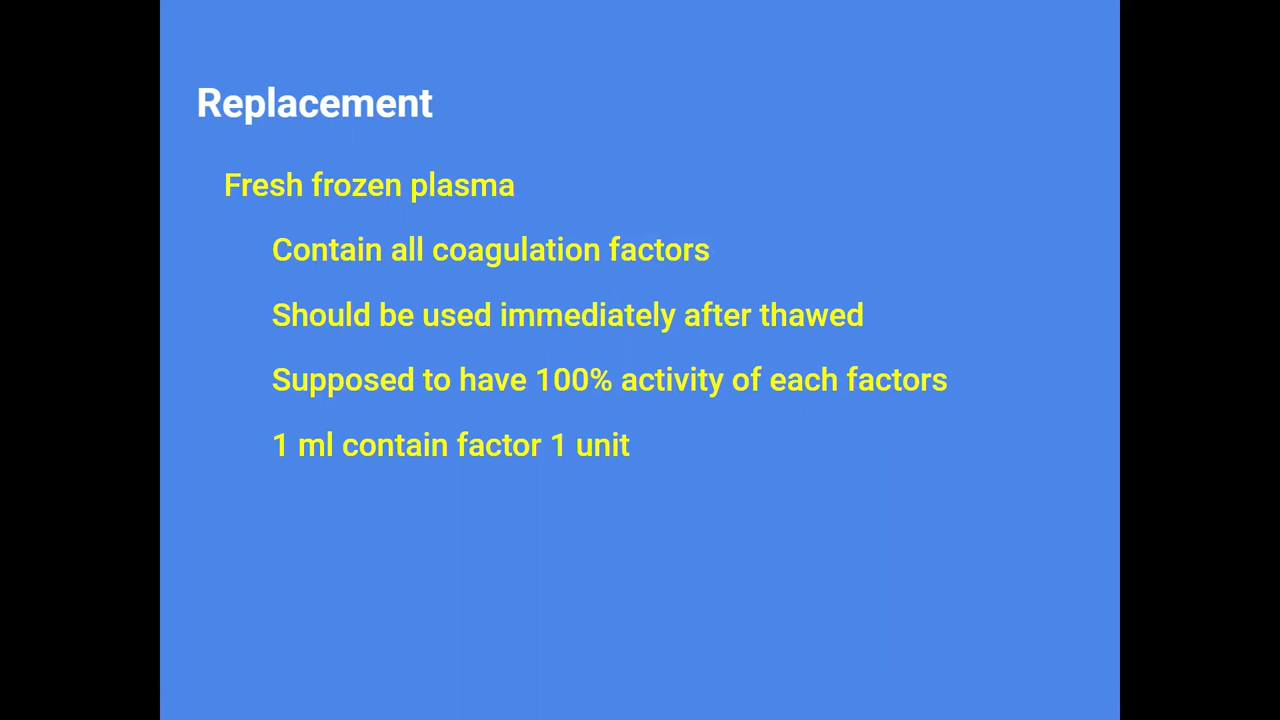 Replacement
Fresh frozen plasma
Contain all coagulation factors
Should be used immediately after thawed
Supposed to have 100% activity of each factors
1 ml contain factor 1 unit